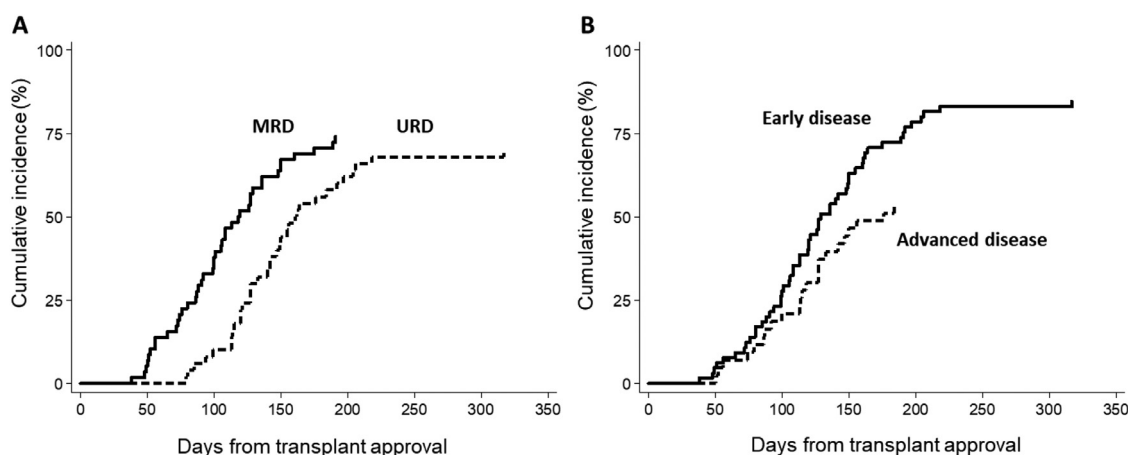 A
Cumulative incidence (%)
100
75
50
25
0
MRD
URD
0 50 100 150 200 250 300 350
Days from transplant approval
B
Cumulative incidence (%)
100
75
50
25
0
Early disease
Advanced disease
0 50 100 150 200 250 300 350
Days from transplant approval